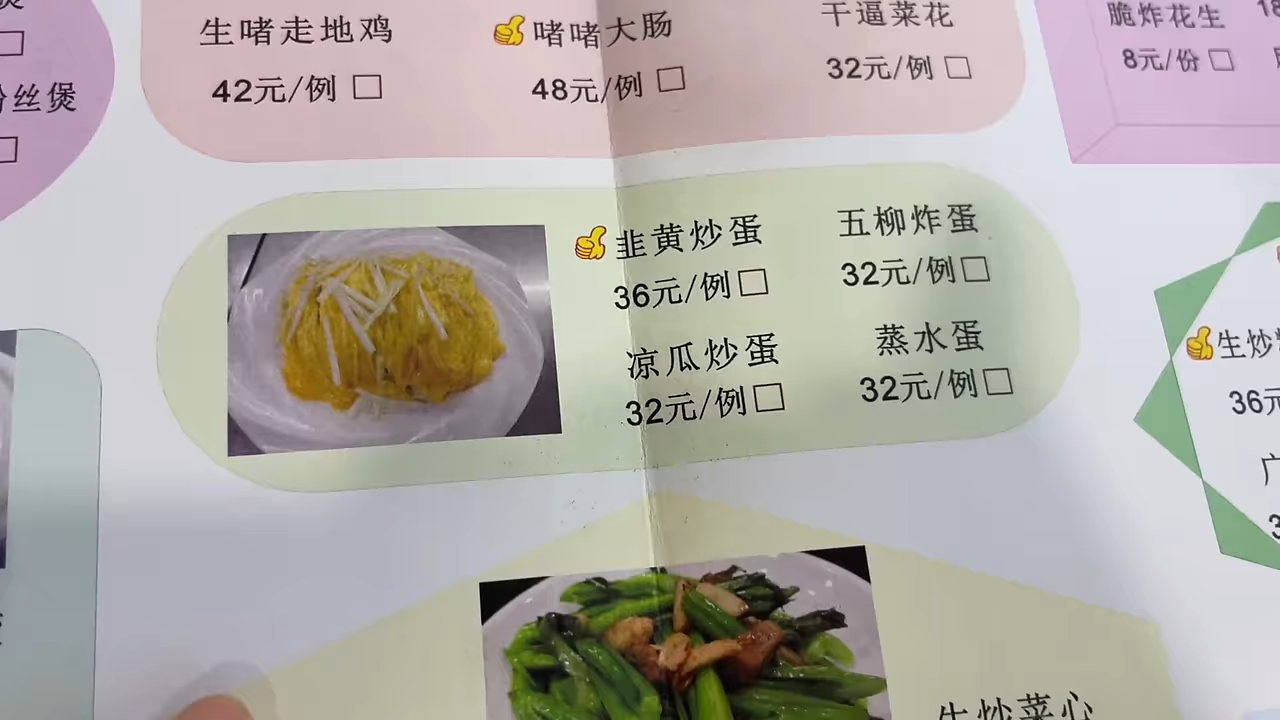 生啫走地鸡
42元/例□
啫啫大肠
48元/例□
干逼菜花
32元/例□
脆炸花生
8元/份□
粉丝煲
韭黄炒蛋
36元/例□
五柳炸蛋
32元/例□
凉瓜炒蛋
32元/例□
蒸水蛋
32元/例□
生炒
36元
生炒菜心